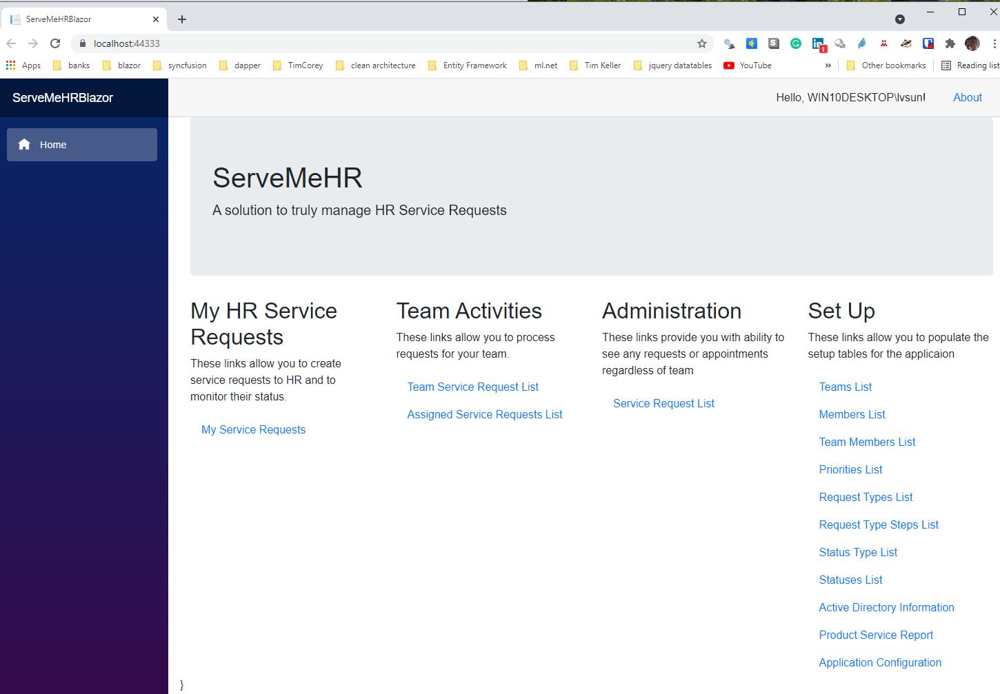 ServeMeHRBlazor
localhost:44333
1
Apps banks blazor syncfusion dapper TimCorey clean architecture Entity Framework ml.net Tim Keller jquery datatables YouTube » Other bookmarks Reading list
ServeMeHRBlazor
Hello, WIN10DESKTOP\lvsun! About
Home
ServeMeHR
A solution to truly manage HR Service Requests
My HR Service
Requests
These links allow you to create
service requests to HR and to
monitor their status.
My Service Requests
Team Activities
These links allow you to process
requests for your team.
Team Service Request List
Assigned Service Requests List
Administration
These links provide you with ability to
see any requests or appointments
regardless of team
Service Request List
Set Up
These links allow you to populate the
setup tables for the applicaion
Teams List
Members List
Team Members List
Priorities List
Request Types List
Request Type Steps List
Status Type List
Statuses List
Active Directory Information
Product Service Report
Application Configuration
}